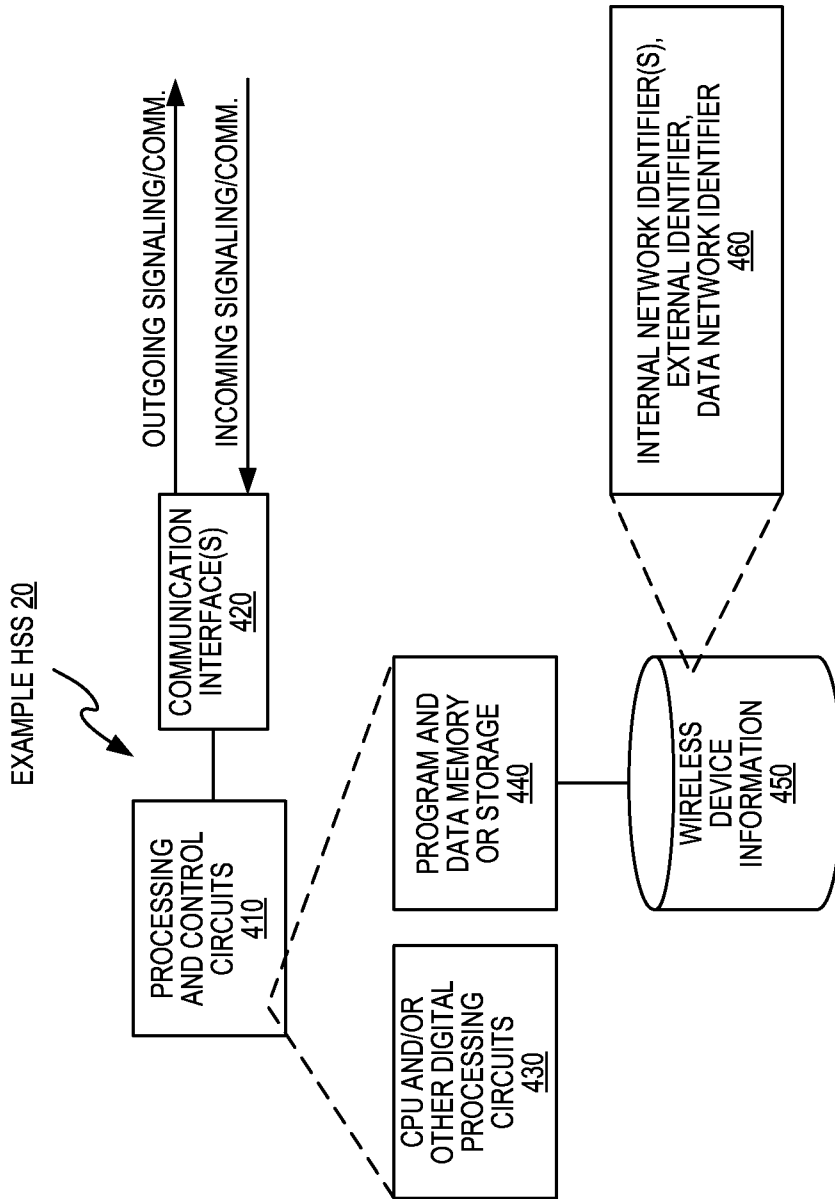 EXAMPLE HSS 20
OUTGOING SIGNALING/COMM.
INCOMING SIGNALING/COMM.
PROCESSING
AND CONTROL
CIRCUITS
410
COMMUNICATION
INTERFACE(S)
420
CPU AND/OR
OTHER DIGITAL
PROCESSING
CIRCUITS
430
PROGRAM AND
DATA MEMORY
OR STORAGE
440
WIRELESS
DEVICE
INFORMATION
450
INTERNAL NETWORK IDENTIFIER(S),
EXTERNAL IDENTIFIER,
DATA NETWORK IDENTIFIER
460